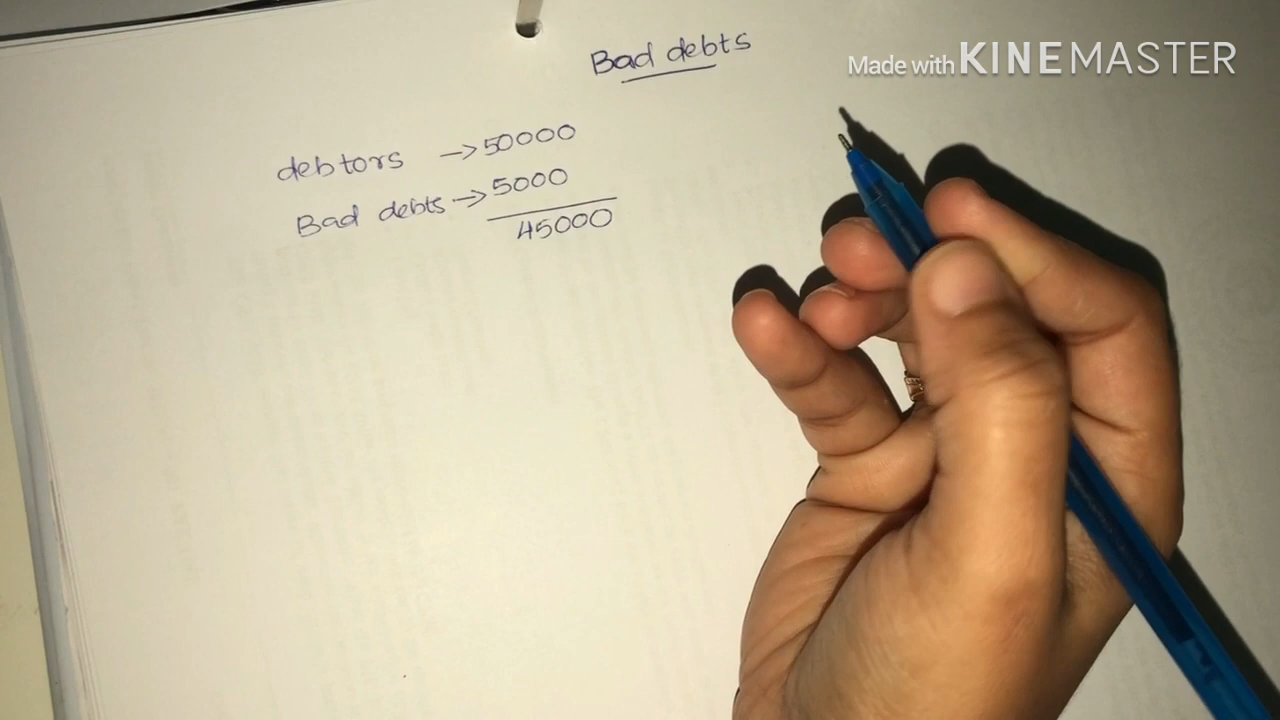 Bad debts
Made with KINEMASTER
debtors → 50000
Bad debts → 5000
45000